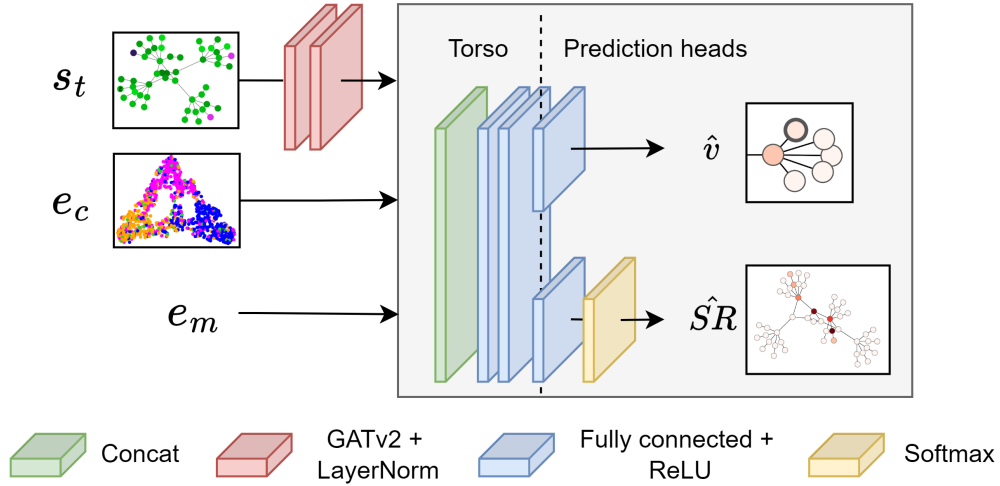 Torso
Prediction heads
s_t
v̂
e_c
e_m
SR̂
Concat
GATv2 +
LayerNorm
Fully connected +
ReLU
Softmax